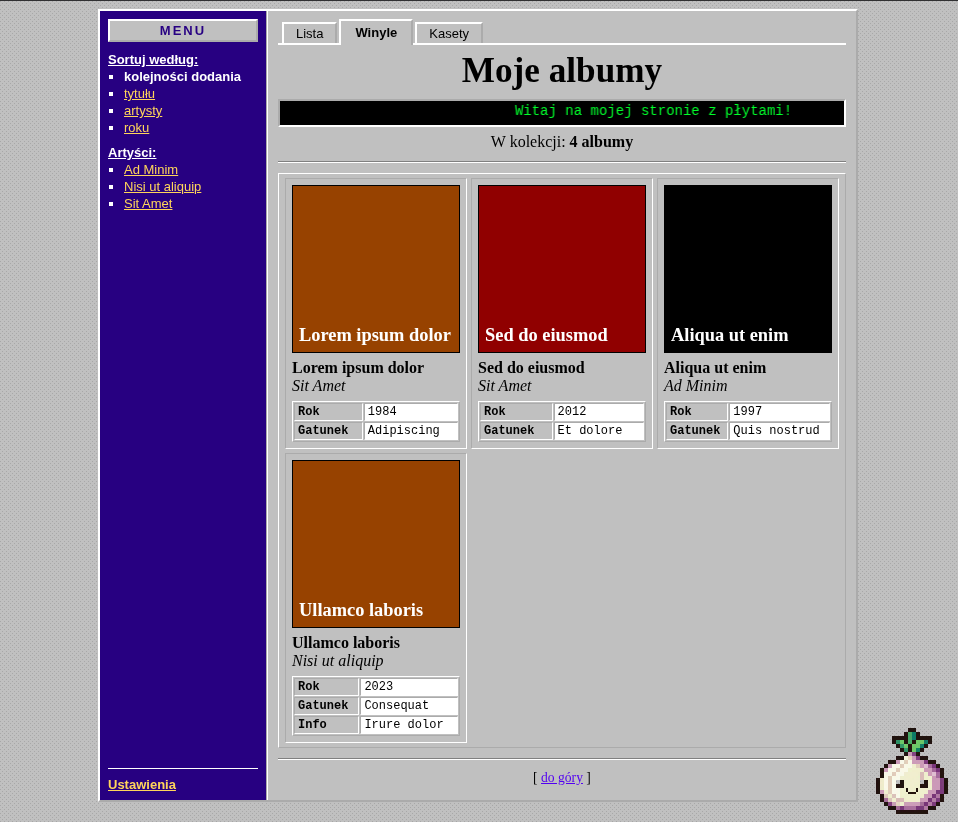 MENU
Sortuj według:
kolejności dodania
tytułu
artysty
roku
Artyści:
Ad Minim
Nisi ut aliquip
Sit Amet
Ustawienia
Lista Winyle Kasety
Moje albumy
Witaj na mojej stronie z płytami!
W kolekcji: 4 albumy
Lorem ipsum dolor
Lorem ipsum dolor
Sit Amet
Rok 1984
Gatunek Adipiscing
Sed do eiusmod
Sed do eiusmod
Sit Amet
Rok 2012
Gatunek Et dolore
Aliqua ut enim
Aliqua ut enim
Ad Minim
Rok 1997
Gatunek Quis nostrud
Ullamco laboris
Ullamco laboris
Nisi ut aliquip
Rok 2023
Gatunek Consequat
Info Irure dolor
[ do góry ]